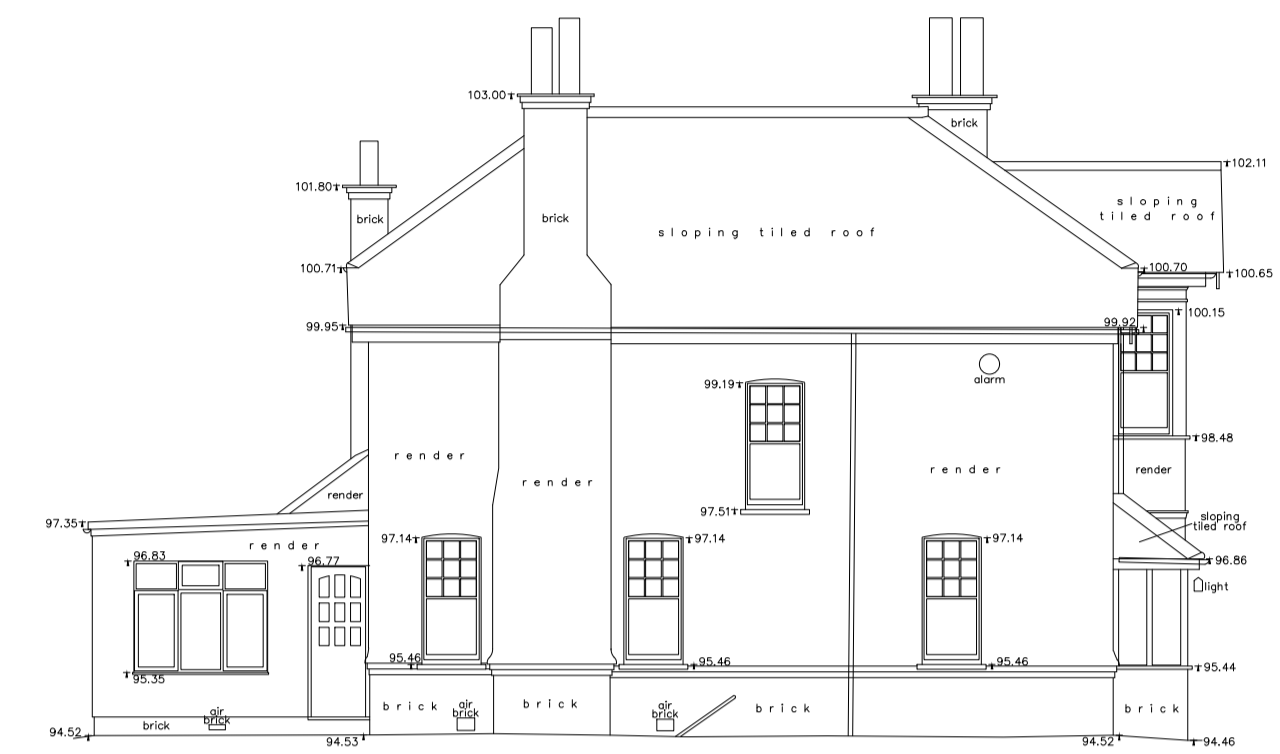 103.00
brick
102.11
101.80
brick
brick
sloping
tiled roof
sloping tiled roof
100.71
100.70
100.65
99.95
99.92
100.15
alarm
99.19
98.48
render
render
render
render
render
97.51
97.35
sloping
tiled roof
97.14
97.14
97.14
render
96.83
96.77
96.86
light
95.46
95.46
95.46
95.44
95.35
brick
air
brick
brick
air
brick
brick
brick
air
brick
brick
94.52
94.53
94.52
94.46